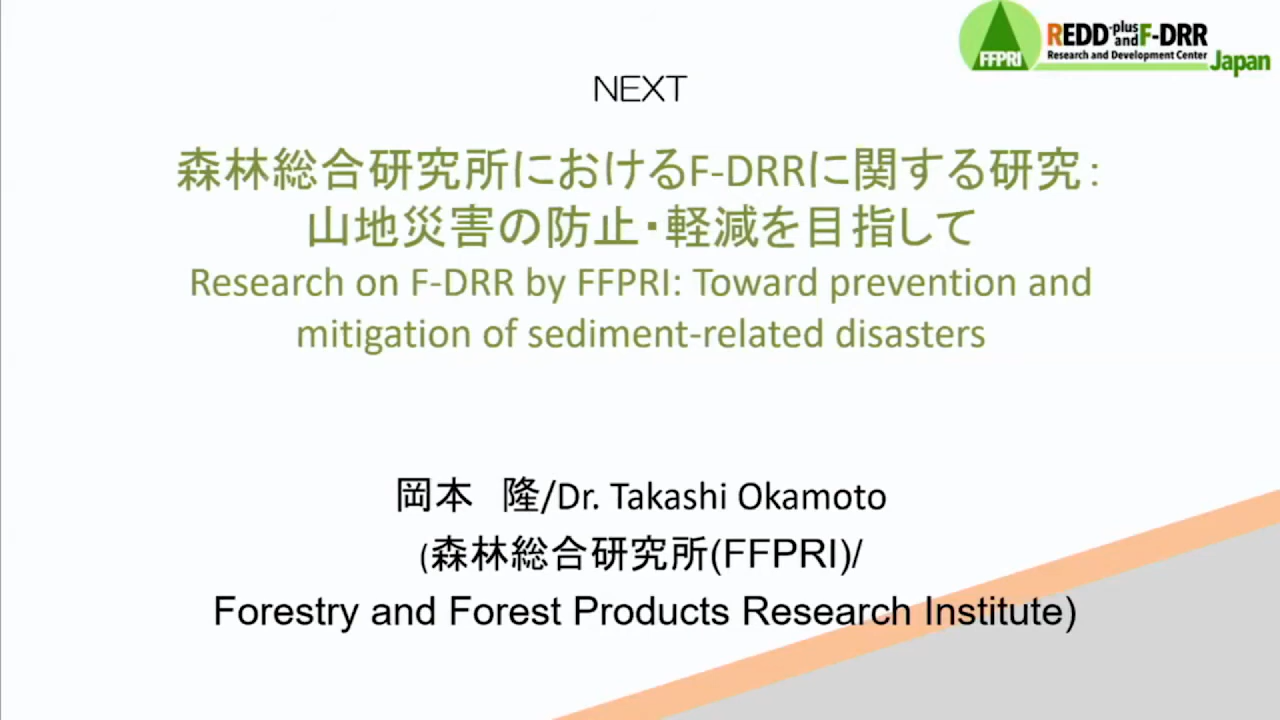 FFPRI
REDD-plus and F-DRR
Research and Development Center Japan
NEXT
森林総合研究所におけるF-DRRに関する研究：
山地災害の防止・軽減を目指して
Research on F-DRR by FFPRI: Toward prevention and
mitigation of sediment-related disasters
岡本　隆/Dr. Takashi Okamoto
(森林総合研究所(FFPRI)/
Forestry and Forest Products Research Institute)